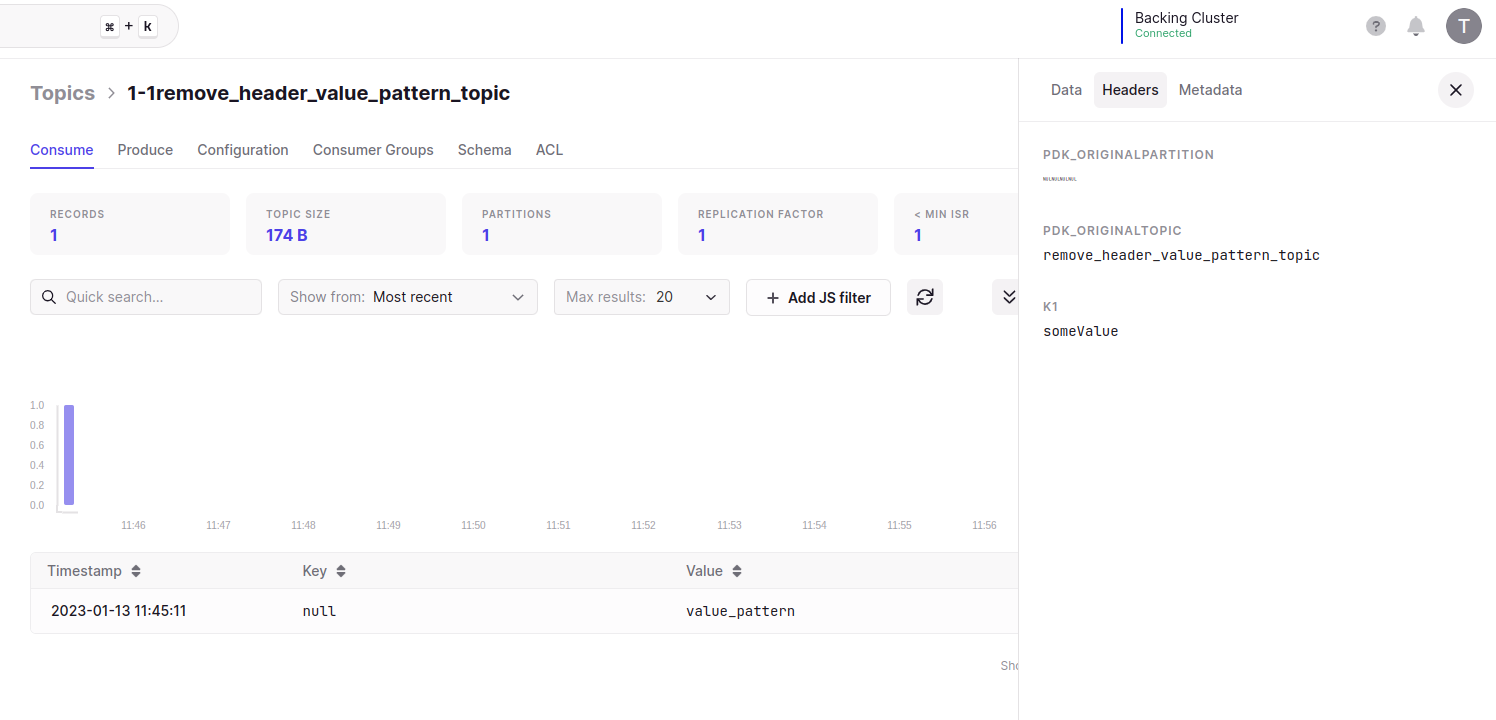 ⌘ + k
Backing Cluster
Connected
?
T
Topics > 1-1remove_header_value_pattern_topic
Consume Produce Configuration Consumer Groups Schema ACL
RECORDS
1
TOPIC SIZE
174 B
PARTITIONS
1
REPLICATION FACTOR
1
< MIN ISR
1
Quick search...
Show from: Most recent
Max results: 20
+ Add JS filter
1.0
0.8
0.6
0.4
0.2
0.0
11:46 11:47 11:48 11:49 11:50 11:51 11:52 11:53 11:54 11:55 11:56
Timestamp Key Value
2023-01-13 11:45:11 null value_pattern
Sho
Data Headers Metadata
PDK_ORIGINALPARTITION
NULNULNULNUL
PDK_ORIGINALTOPIC
remove_header_value_pattern_topic
K1
someValue